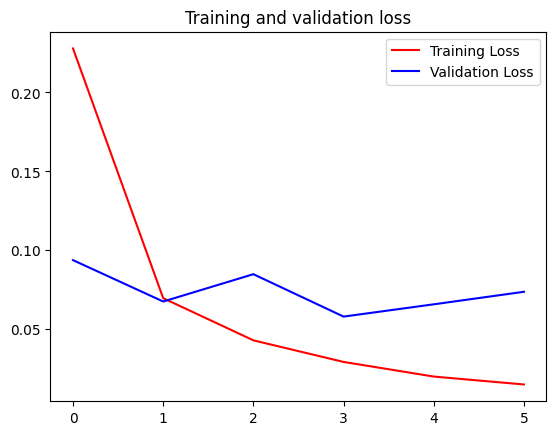 Training and validation loss
Training Loss
Validation Loss
0.20
0.15
0.10
0.05
0 1 2 3 4 5